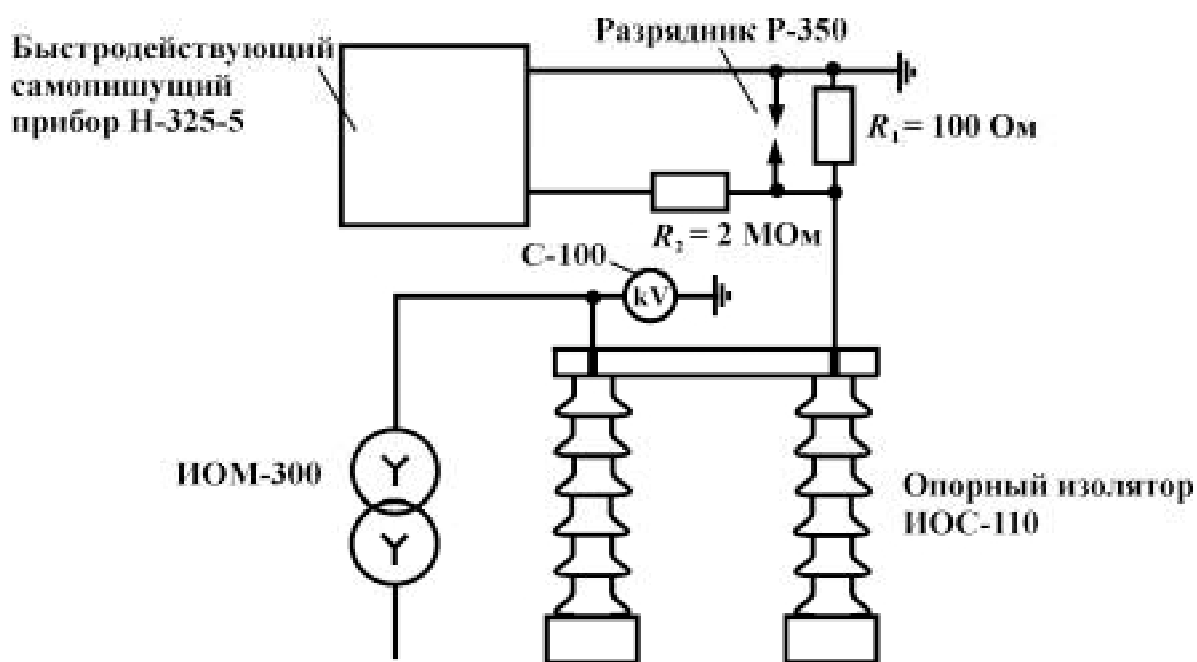 Быстродействующий
самопишущий
прибор Н-325-5
Разрядник Р-350
R₁ = 100 Ом
R₂ = 2 МОм
С-100
kV
ИОМ-300
Y
Y
Опорный изолятор
ИОС-110